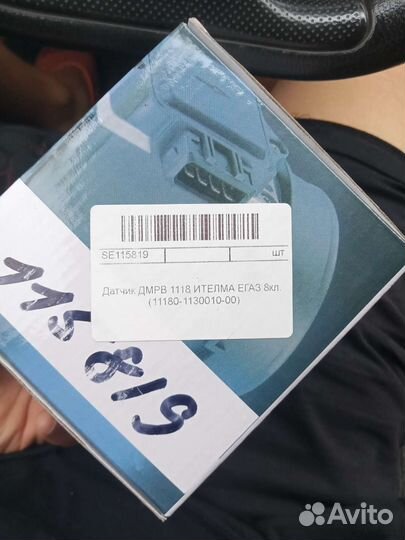 SE115819
шт
Датчик ДМРВ 1118 ИТЕЛМА ЕГАЗ 8кл.
(11180-1130010-00)
115819
Avito